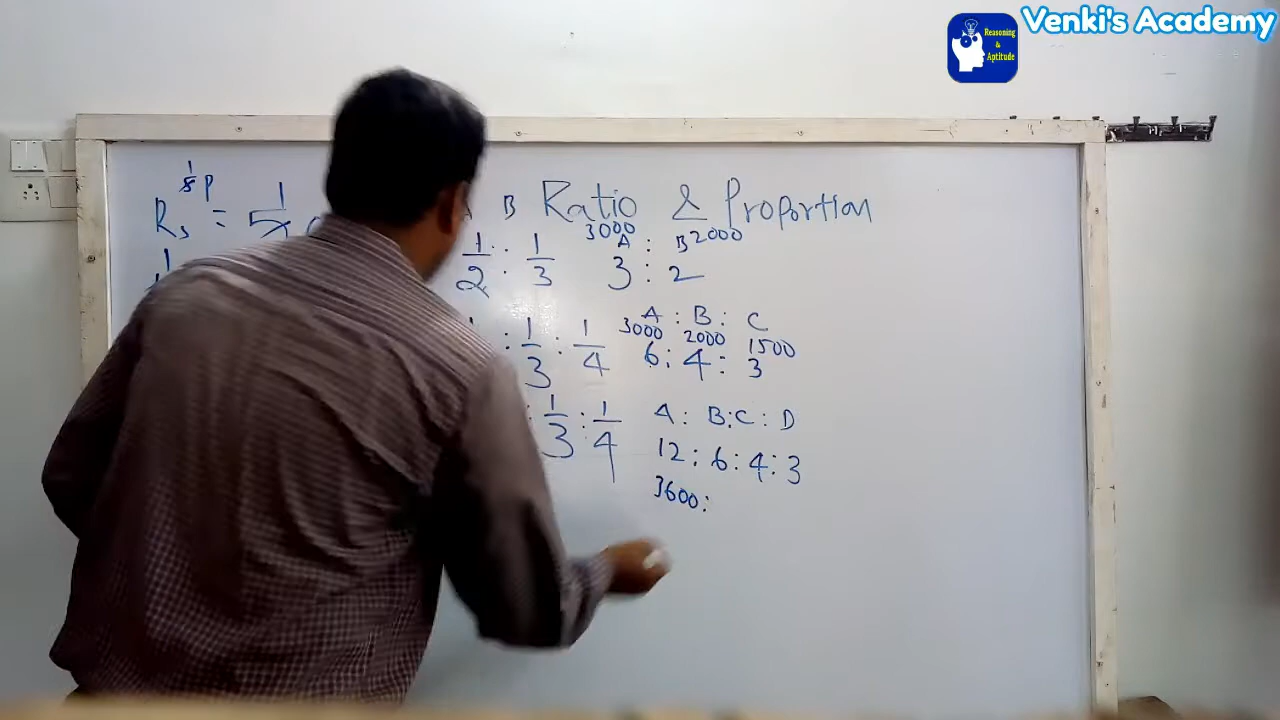 Venki's Academy
Reasoning
&
Aptitude
1
P
Rs = 5 1
B Ratio & Proportion
3000 2000
A : B
1/2 : 1/3 3 : 2
A : B : C
3000 2000 1500
: 1/3 : 1/4 6 : 4 : 3
: 1/3 : 1/4 A : B : C : D
12 : 6 : 4 : 3
3600 :